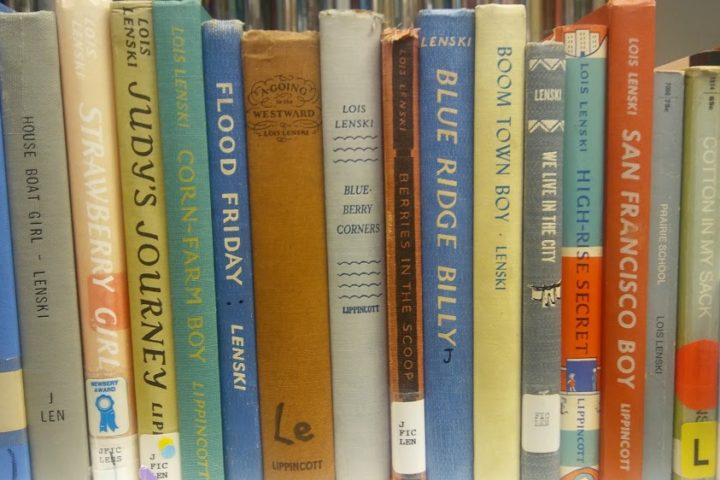 HOUSE BOAT GIRL - LENSKI
J
LEN
LOIS LENSKI
STRAWBERRY GIRL
NEWBERY
AWARD
JFIC
LOIS LENSKI
JUDY'S JOURNEY
LIPP
J
FIC
EN
LOIS LENSKI
CORN-FARM BOY
LIPPINCOTT
FLOOD FRIDAY : LENSKI
A-GOING
to the
WESTWARD
LOIS LENSKI
Le
LIPPINCOTT
LOIS
LENSKI
BLUE-
BERRY
CORNERS
LIPPINCOTT
LOIS LENSKI
BERRIES IN THE SCOOP
J
FIC
LEN
LENSKI
BLUE RIDGE BILLY
J
BOOM TOWN BOY · LENSKI
LENSKI
WE LIVE IN THE CITY
LOIS LENSKI
HIGH-RISE SECRET
LIPPINCOTT
LOIS LENSKI
SAN FRANCISCO BOY
LIPPINCOTT
PRAIRIE SCHOOL
LOIS LENSKI
COTTON IN MY SACK
L